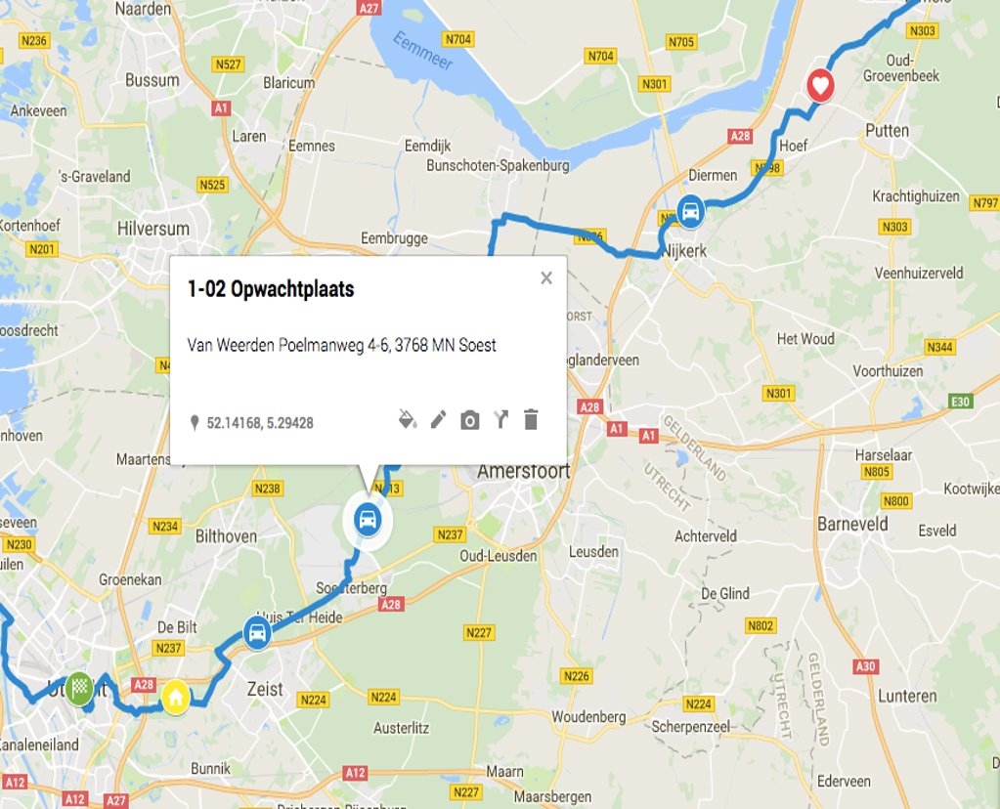 Naarden
A27
N236
N704
N303
N527
N704
N705
Oud-
Groevenbeek
Bussum
Blaricum
Eemmeer
N301
Ankeveen
A1
Laren
Eemnes
Eemdijk
A28
Hoef
Putten
Bunschoten-Spakenburg
's-Graveland
N525
Diermen
N798
Krachtighuizen
N797
Kortenhoef
Hilversum
N303
N201
Eembrugge
Nijkerk
Veenhuizerveld
1-02 Opwachtplaats
Van Weerden Poelmanweg 4-6, 3768 MN Soest
52.14168, 5.29428
Het Woud
N344
Voorthuizen
N301
E30
A28
A1
A1
GELDERLAND
UTRECHT
Amersfoort
Harselaar
N805
Kootwijke
N238
N413
N800
N234
Bilthoven
N237
Barneveld
Esveld
N230
Achterveld
Oud-Leusden
Leusden
Groenekan
Soesterberg
A28
De Glind
De Bilt
Huis Ter Heide
N802
N237
N227
Utrecht
A28
Zeist
N224
N224
N226
A30
GELDERLAND
UTRECHT
Lunteren
Austerlitz
Woudenberg
N224
Scherpenzeel
Kanaleneiland
Bunnik
A12
A12
A12
A27
Maarn
N227
Maarsbergen
Ederveen